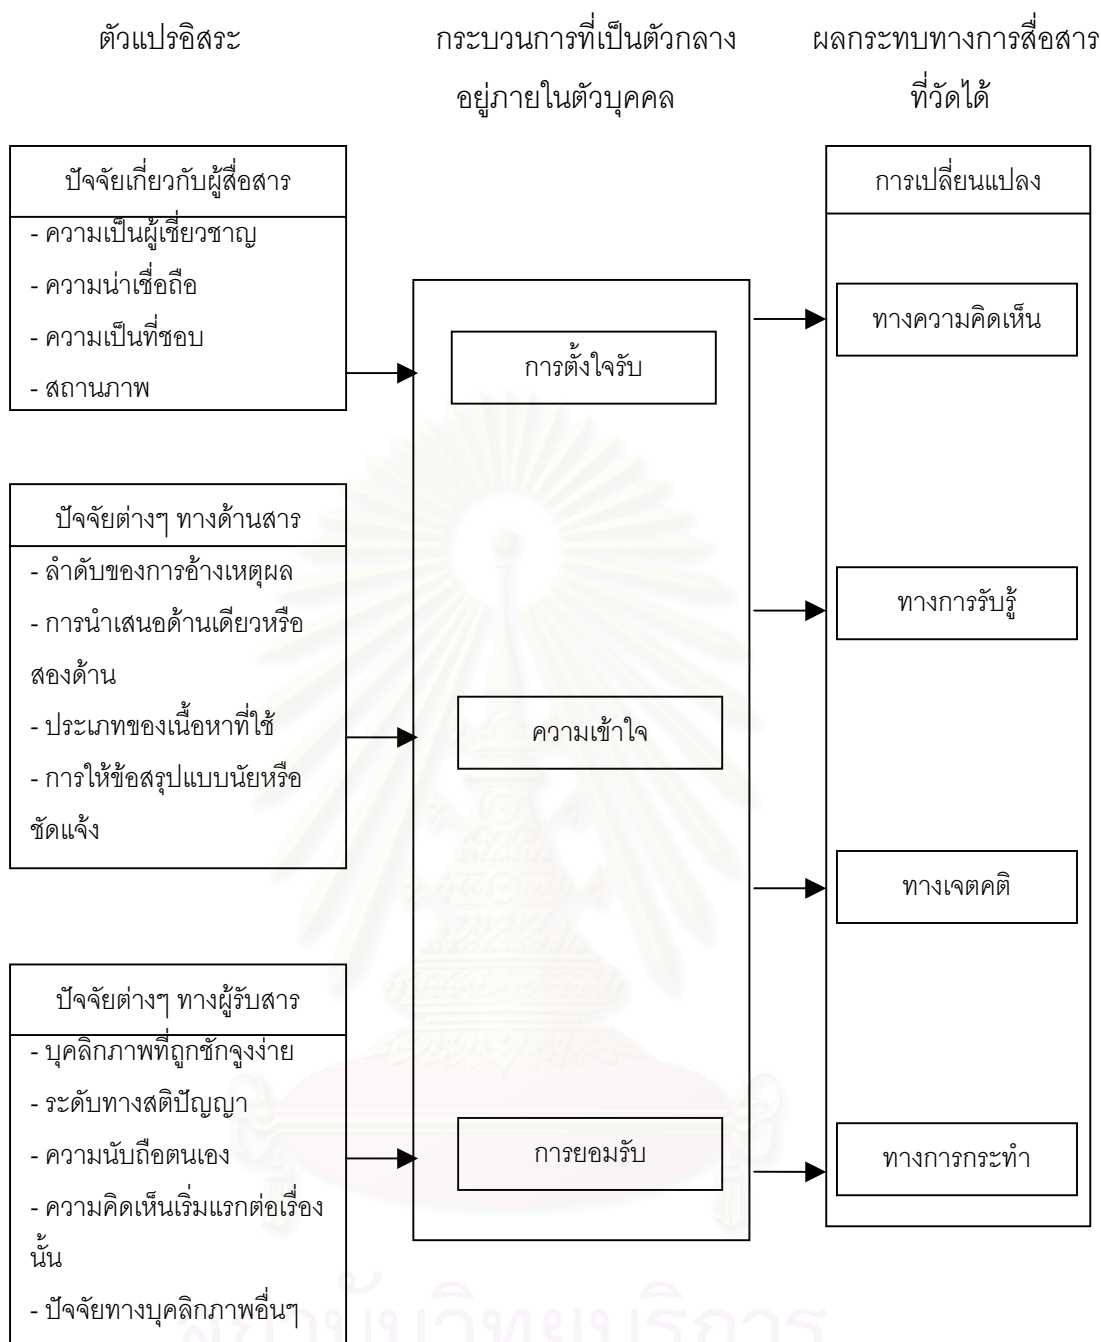 ตัวแปรอิสระ
กระบวนการที่เป็นตัวกลาง
อยู่ภายในตัวบุคคล
ผลกระทบทางการสื่อสาร
ที่วัดได้
ปัจจัยเกี่ยวกับผู้สื่อสาร
- ความเป็นผู้เชี่ยวชาญ
- ความน่าเชื่อถือ
- ความเป็นที่ชอบ
- สถานภาพ
ปัจจัยต่างๆ ทางด้านสาร
- ลำดับของการอ้างเหตุผล
- การนำเสนอด้านเดียวหรือ
สองด้าน
- ประเภทของเนื้อหาที่ใช้
- การให้ข้อสรุปแบบนัยหรือ
ชัดแจ้ง
ปัจจัยต่างๆ ทางผู้รับสาร
- บุคลิกภาพที่ถูกชักจูงง่าย
- ระดับทางสติปัญญา
- ความนับถือตนเอง
- ความคิดเห็นเริ่มแรกต่อเรื่อง
นั้น
- ปัจจัยทางบุคลิกภาพอื่นๆ
การตั้งใจรับ
ความเข้าใจ
การยอมรับ
การเปลี่ยนแปลง
ทางความคิดเห็น
ทางการรับรู้
ทางเจตคติ
ทางการกระทำ
สถาบันวิทยบริการ